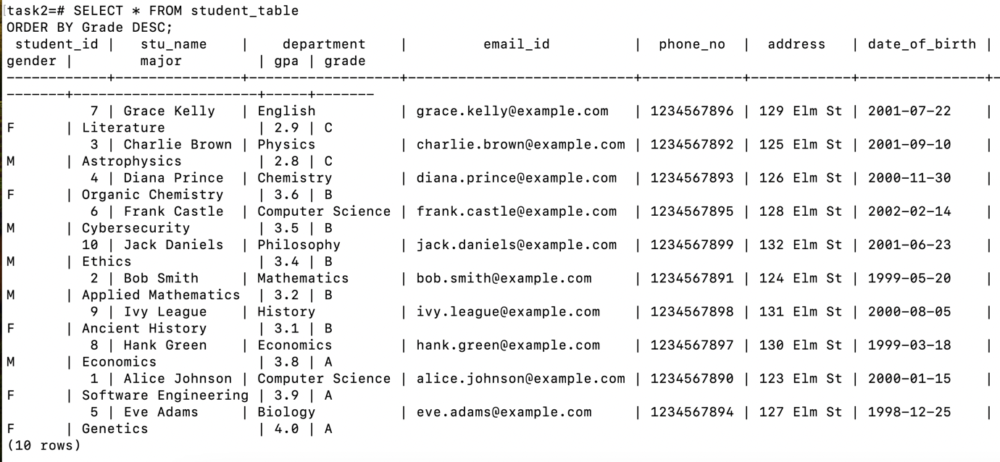 task2=# SELECT * FROM student_table
ORDER BY Grade DESC;
 student_id |   stu_name    |    department    |         email_id          |  phone_no  |  address   | date_of_birth |
gender |        major         | gpa | grade
------------+---------------+------------------+---------------------------+------------+------------+---------------+-
-------+----------------------+-----+-------
          7 | Grace Kelly   | English          | grace.kelly@example.com   | 1234567896 | 129 Elm St | 2001-07-22    |
F      | Literature           | 2.9 | C
          3 | Charlie Brown | Physics          | charlie.brown@example.com | 1234567892 | 125 Elm St | 2001-09-10    |
M      | Astrophysics         | 2.8 | C
          4 | Diana Prince  | Chemistry        | diana.prince@example.com  | 1234567893 | 126 Elm St | 2000-11-30    |
F      | Organic Chemistry    | 3.6 | B
          6 | Frank Castle  | Computer Science | frank.castle@example.com  | 1234567895 | 128 Elm St | 2002-02-14    |
M      | Cybersecurity        | 3.5 | B
         10 | Jack Daniels  | Philosophy       | jack.daniels@example.com  | 1234567899 | 132 Elm St | 2001-06-23    |
M      | Ethics               | 3.4 | B
          2 | Bob Smith     | Mathematics      | bob.smith@example.com     | 1234567891 | 124 Elm St | 1999-05-20    |
M      | Applied Mathematics  | 3.2 | B
          9 | Ivy League    | History          | ivy.league@example.com    | 1234567898 | 131 Elm St | 2000-08-05    |
F      | Ancient History      | 3.1 | B
          8 | Hank Green    | Economics        | hank.green@example.com    | 1234567897 | 130 Elm St | 1999-03-18    |
M      | Economics            | 3.8 | A
          1 | Alice Johnson | Computer Science | alice.johnson@example.com | 1234567890 | 123 Elm St | 2000-01-15    |
F      | Software Engineering | 3.9 | A
          5 | Eve Adams     | Biology          | eve.adams@example.com     | 1234567894 | 127 Elm St | 1998-12-25    |
F      | Genetics             | 4.0 | A
(10 rows)